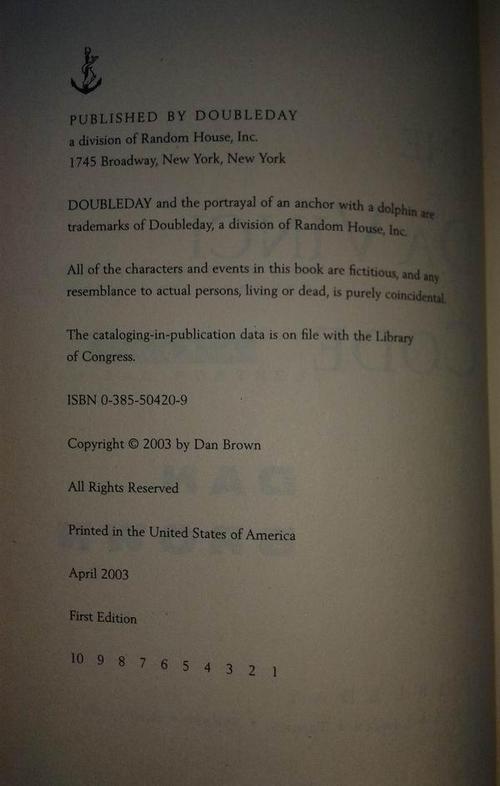 PUBLISHED BY DOUBLEDAY
a division of Random House, Inc.
1745 Broadway, New York, New York
DOUBLEDAY and the portrayal of an anchor with a dolphin are
trademarks of Doubleday, a division of Random House, Inc.
All of the characters and events in this book are fictitious, and any
resemblance to actual persons, living or dead, is purely coincidental.
The cataloging-in-publication data is on file with the Library
of Congress.
ISBN 0-385-50420-9
Copyright © 2003 by Dan Brown
All Rights Reserved
Printed in the United States of America
April 2003
First Edition
10 9 8 7 6 5 4 3 2 1